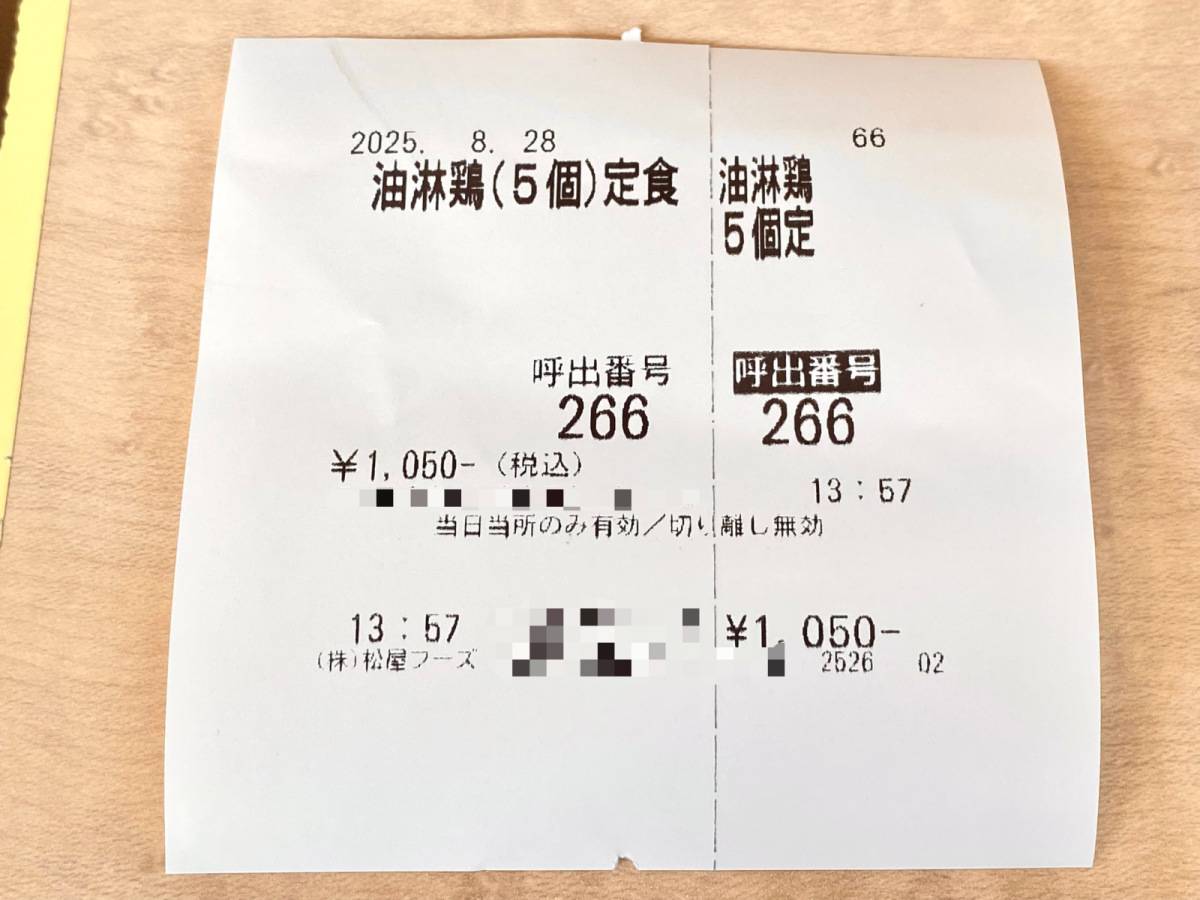 2025. 8. 28
66
油淋鶏(5個)定食
油淋鶏
5個定
呼出番号
266
呼出番号
266
¥1,050-(税込)
13:57
当日当所のみ有効/切り離し無効
13:57
¥1,050-
(株)松屋フーズ
2526 02